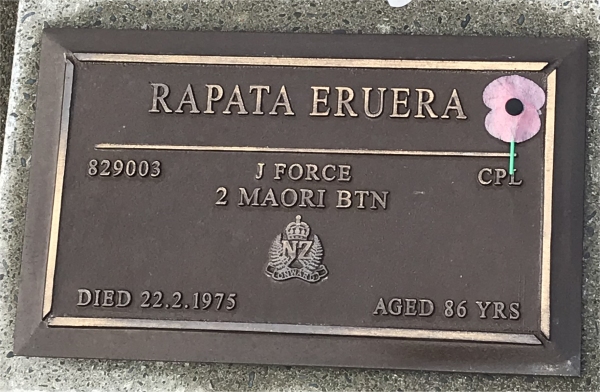 RAPATA ERUERA
829003 J FORCE CPL
2 MAORI BTN
NZ
ONWARD
DIED 22.2.1975 AGED 86 YRS